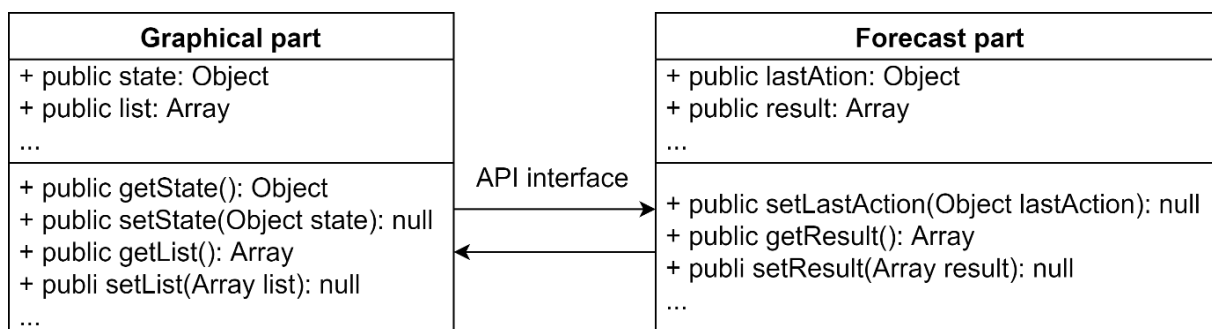 Graphical part
+ public state: Object
+ public list: Array
...
+ public getState(): Object
+ public setState(Object state): null
+ public getList(): Array
+ publi setList(Array list): null
...
API interface
Forecast part
+ public lastAtion: Object
+ public result: Array
...
+ public setLastAction(Object lastAction): null
+ public getResult(): Array
+ publi setResult(Array result): null
...